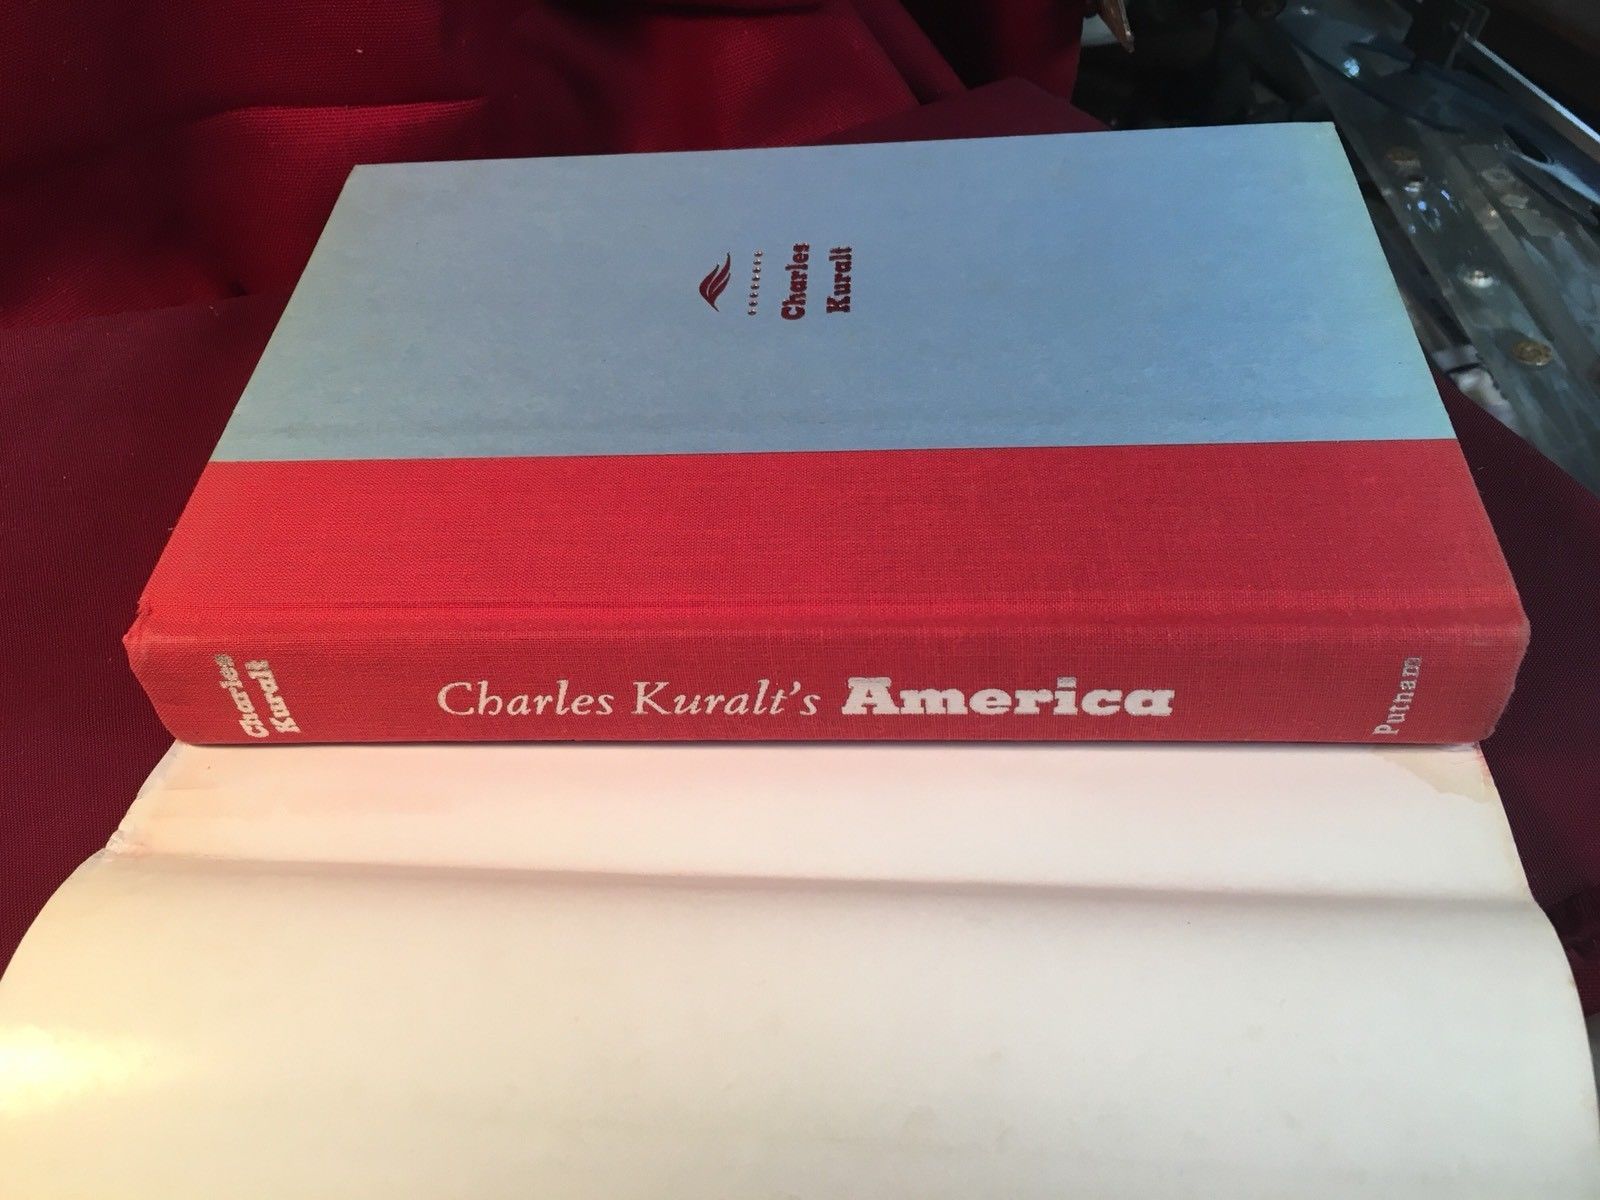 Charles
Kuralt
Charles
Kuralt
Charles Kuralt's America
Putnam